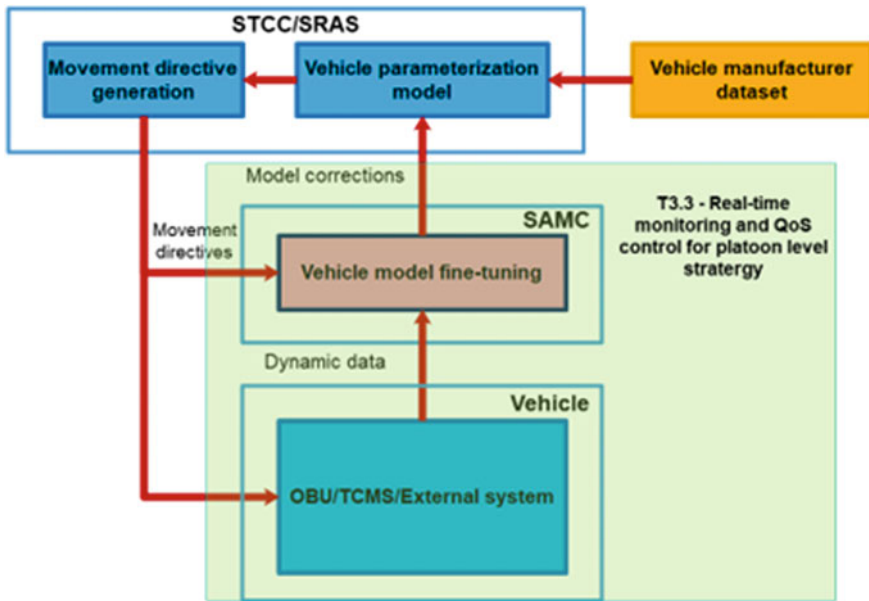 STCC/SRAS
Movement directive
generation
Vehicle parameterization
model
Vehicle manufacturer
dataset
Model corrections
T3.3 - Real-time
monitoring and QoS
control for platoon level
stratergy
SAMC
Movement
directives
Vehicle model fine-tuning
Dynamic data
Vehicle
OBU/TCMS/External system